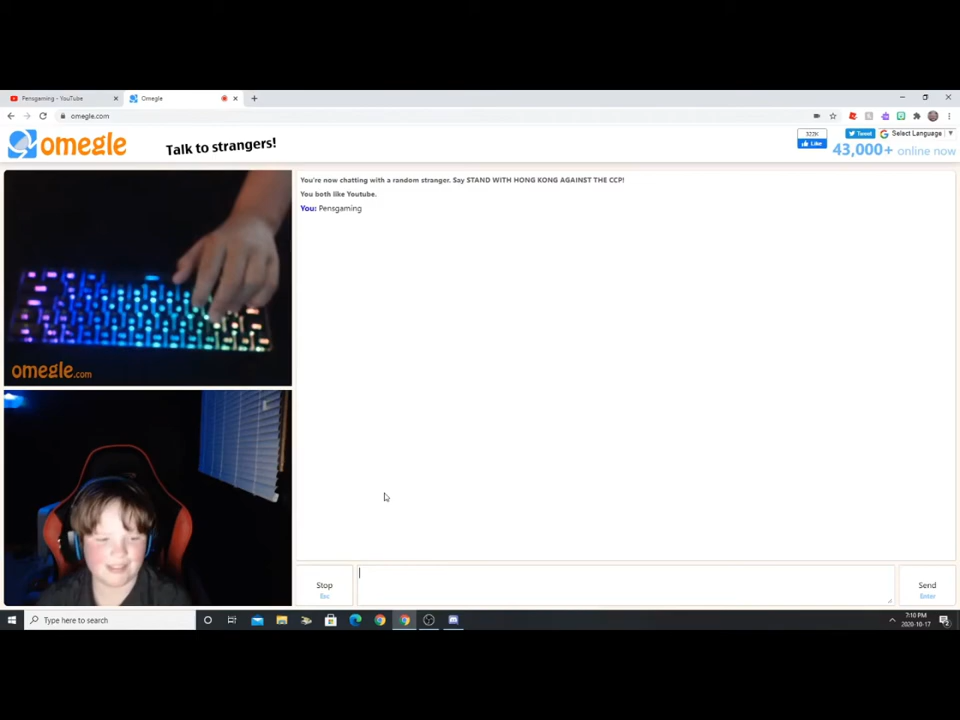 Pensgaming - YouTube
Omegle
omegle.com
omegle
Talk to strangers!
322K
Like
Tweet
Select Language
43,000+ online now
You're now chatting with a random stranger. Say STAND WITH HONG KONG AGAINST THE CCP!
You both like Youtube.
You: Pensgaming
omegle.com
Stop
Esc
Send
Enter
Type here to search
7:10 PM
2020-10-17